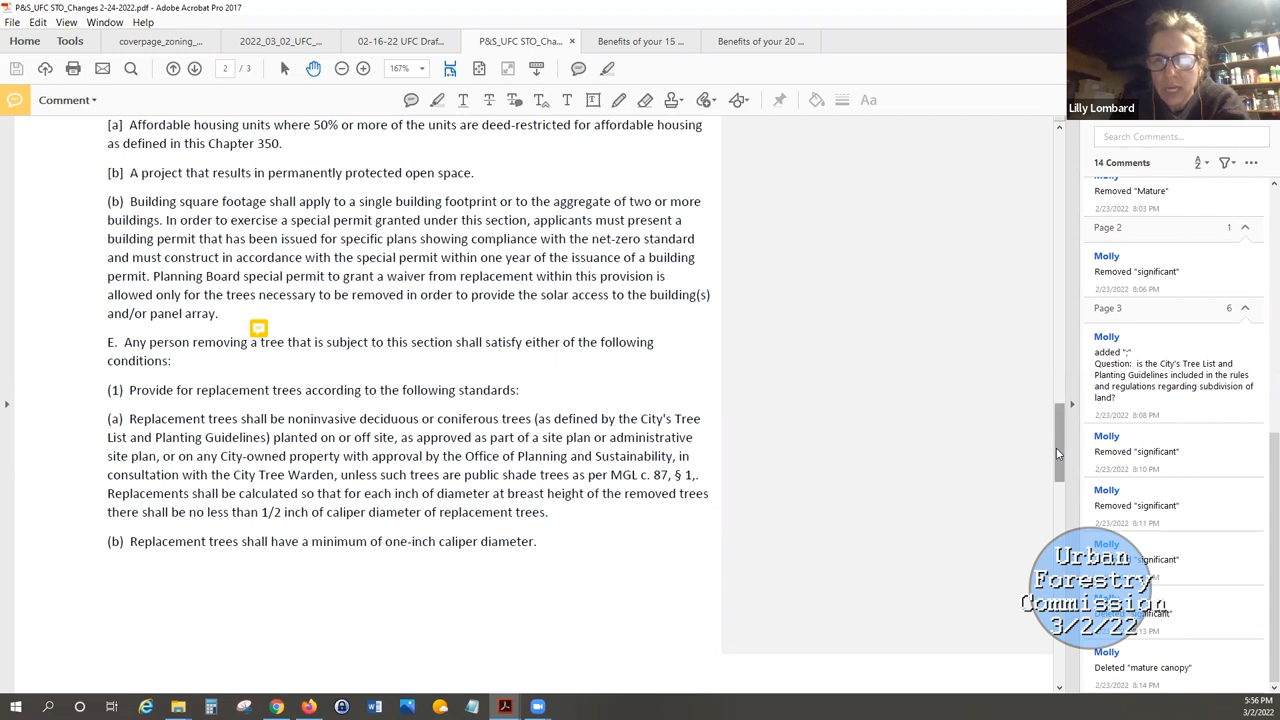 P&S_UFC STO_Changes 2-24-2022.pdf - Adobe Acrobat Pro 2017
File Edit View Window Help
Home Tools coverpage_zoning_... 2022_03_02_UFC_... 03-16-22 UFC Draf... P&S_UFC STO_Cha... × Benefits of your 15 ... Benefits of your 20 ...
2 / 3 167%
Comment Aa
[a] Affordable housing units where 50% or more of the units are deed-restricted for affordable housing
as defined in this Chapter 350.
[b] A project that results in permanently protected open space.
(b) Building square footage shall apply to a single building footprint or to the aggregate of two or more
buildings. In order to exercise a special permit granted under this section, applicants must present a
building permit that has been issued for specific plans showing compliance with the net-zero standard
and must construct in accordance with the special permit within one year of the issuance of a building
permit. Planning Board special permit to grant a waiver from replacement within this provision is
allowed only for the trees necessary to be removed in order to provide the solar access to the building(s)
and/or panel array.
E. Any person removing a tree that is subject to the section shall satisfy either of the following
conditions:
(1) Provide for replacement trees according to the following standards:
(a) Replacement trees shall be noninvasive deciduous or coniferous trees (as defined by the City's Tree
List and Planting Guidelines) planted on or off site, as approved as part of a site plan or administrative
site plan, or on any City-owned property with approval by the Office of Planning and Sustainability, in
consultation with the City Tree Warden, unless such trees are public shade trees as per MGL c. 87, § 1,.
Replacements shall be calculated so that for each inch of diameter at breast height of the removed trees
there shall be no less than 1/2 inch of caliper diameter of replacement trees.
(b) Replacement trees shall have a minimum of one-inch caliper diameter.
Lilly Lombard
Search Comments...
14 Comments
Molly
Removed "Mature"
2/23/2022 8:03 PM
Page 2 1
Molly
Removed "significant"
2/23/2022 8:06 PM
Page 3 6
Molly
added ";"
Question: is the City's Tree List and
Planting Guidelines included in the rules
and regulations regarding subdivision of
land?
2/23/2022 8:08 PM
Molly
Removed "significant"
2/23/2022 8:10 PM
Molly
Removed "significant"
2/23/2022 8:11 PM
Molly
"significant"
Molly
"significant"
Molly
Deleted "mature canopy"
2/23/2022 8:14 PM
Urban
Forestry
Commission
3/2/22
5:56 PM
3/2/2022